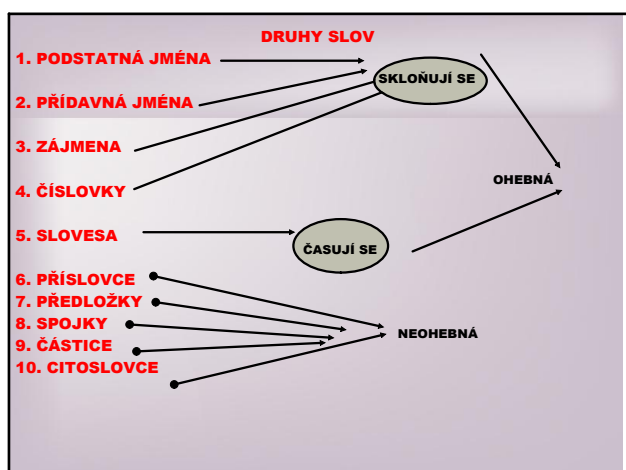 DRUHY SLOV
1. PODSTATNÁ JMÉNA
SKLOŇUJÍ SE
2. PŘÍDAVNÁ JMÉNA
3. ZÁJMENA
4. ČÍSLOVKY
OHEBNÁ
5. SLOVESA
ČASUJÍ SE
6. PŘÍSLOVCE
7. PŘEDLOŽKY
8. SPOJKY
NEOHEBNÁ
9. ČÁSTICE
10. CITOSLOVCE